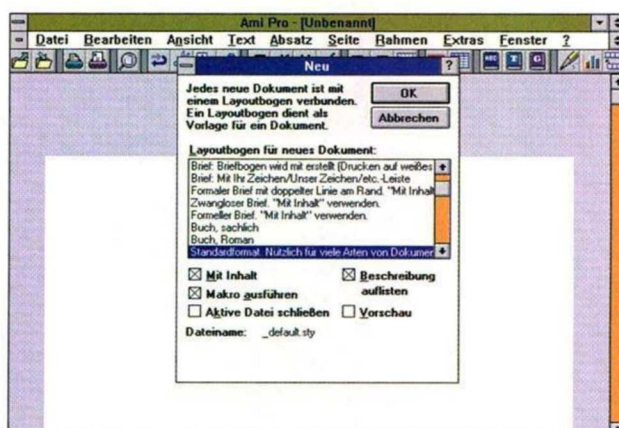 Ami Pro - [Unbenannt]
Datei Bearbeiten Ansicht Text Absatz Seite Rahmen Extras Fenster ?
Neu ?
Jedes neue Dokument ist mit
einem Layoutbogen verbunden.
Ein Layoutbogen dient als
Vorlage für ein Dokument.
OK
Abbrechen
Layoutbogen für neues Dokument:
Brief: Briefbogen wird mit erstellt (Drucken auf weißes
Brief: Mit Ihr Zeichen/Unser Zeichen/etc.-Leiste
Formaler Brief mit doppelter Linie am Rand. "Mit Inhalt
Zwangloser Brief. "Mit Inhalt" verwenden.
Formeller Brief. "Mit Inhalt" verwenden.
Buch, sachlich
Buch, Roman
Standardformat. Nützlich für viele Arten von Dokumen
Mit Inhalt
Makro ausführen
Aktive Datei schließen
Beschreibung
auflisten
Vorschau
Dateiname: _default.sty